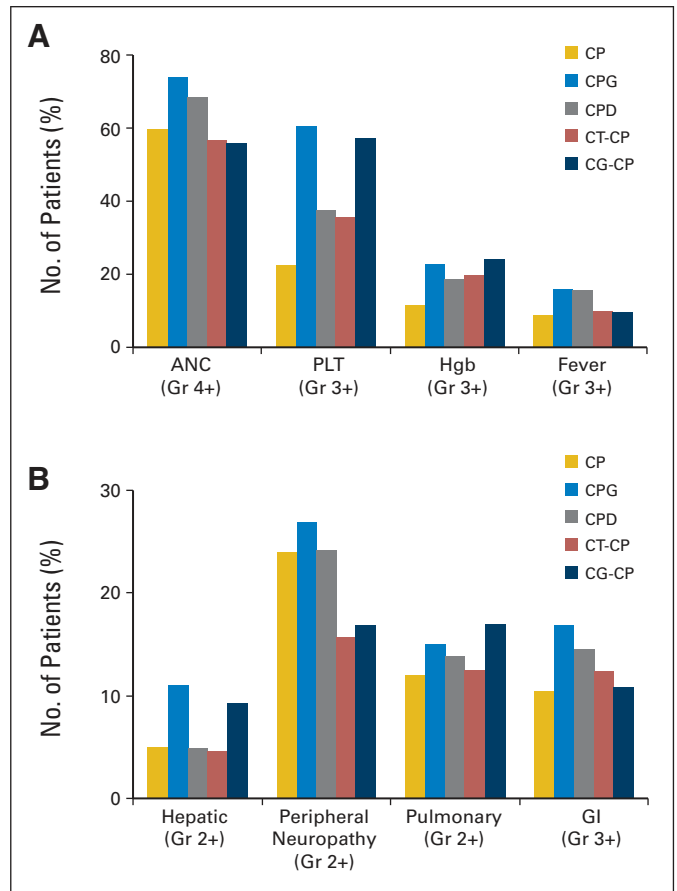 A
No. of Patients (%)
80
60
40
20
0
CP
CPG
CPD
CT-CP
CG-CP
ANC PLT Hgb Fever
(Gr 4+) (Gr 3+) (Gr 3+) (Gr 3+)
B
No. of Patients (%)
30
20
10
0
CP
CPG
CPD
CT-CP
CG-CP
Hepatic Peripheral Pulmonary GI
(Gr 2+) Neuropathy (Gr 2+) (Gr 3+)
(Gr 2+)